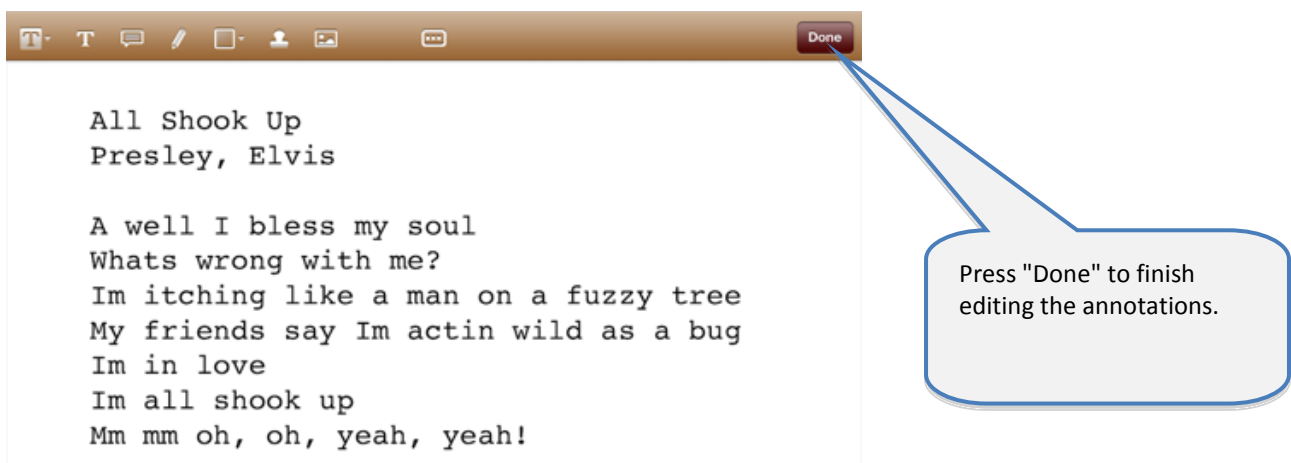 T T Done
All Shook Up
Presley, Elvis
A well I bless my soul
Whats wrong with me?
Im itching like a man on a fuzzy tree
My friends say Im actin wild as a bug
Im in love
Im all shook up
Mm mm oh, oh, yeah, yeah!
Press "Done" to finish
editing the annotations.